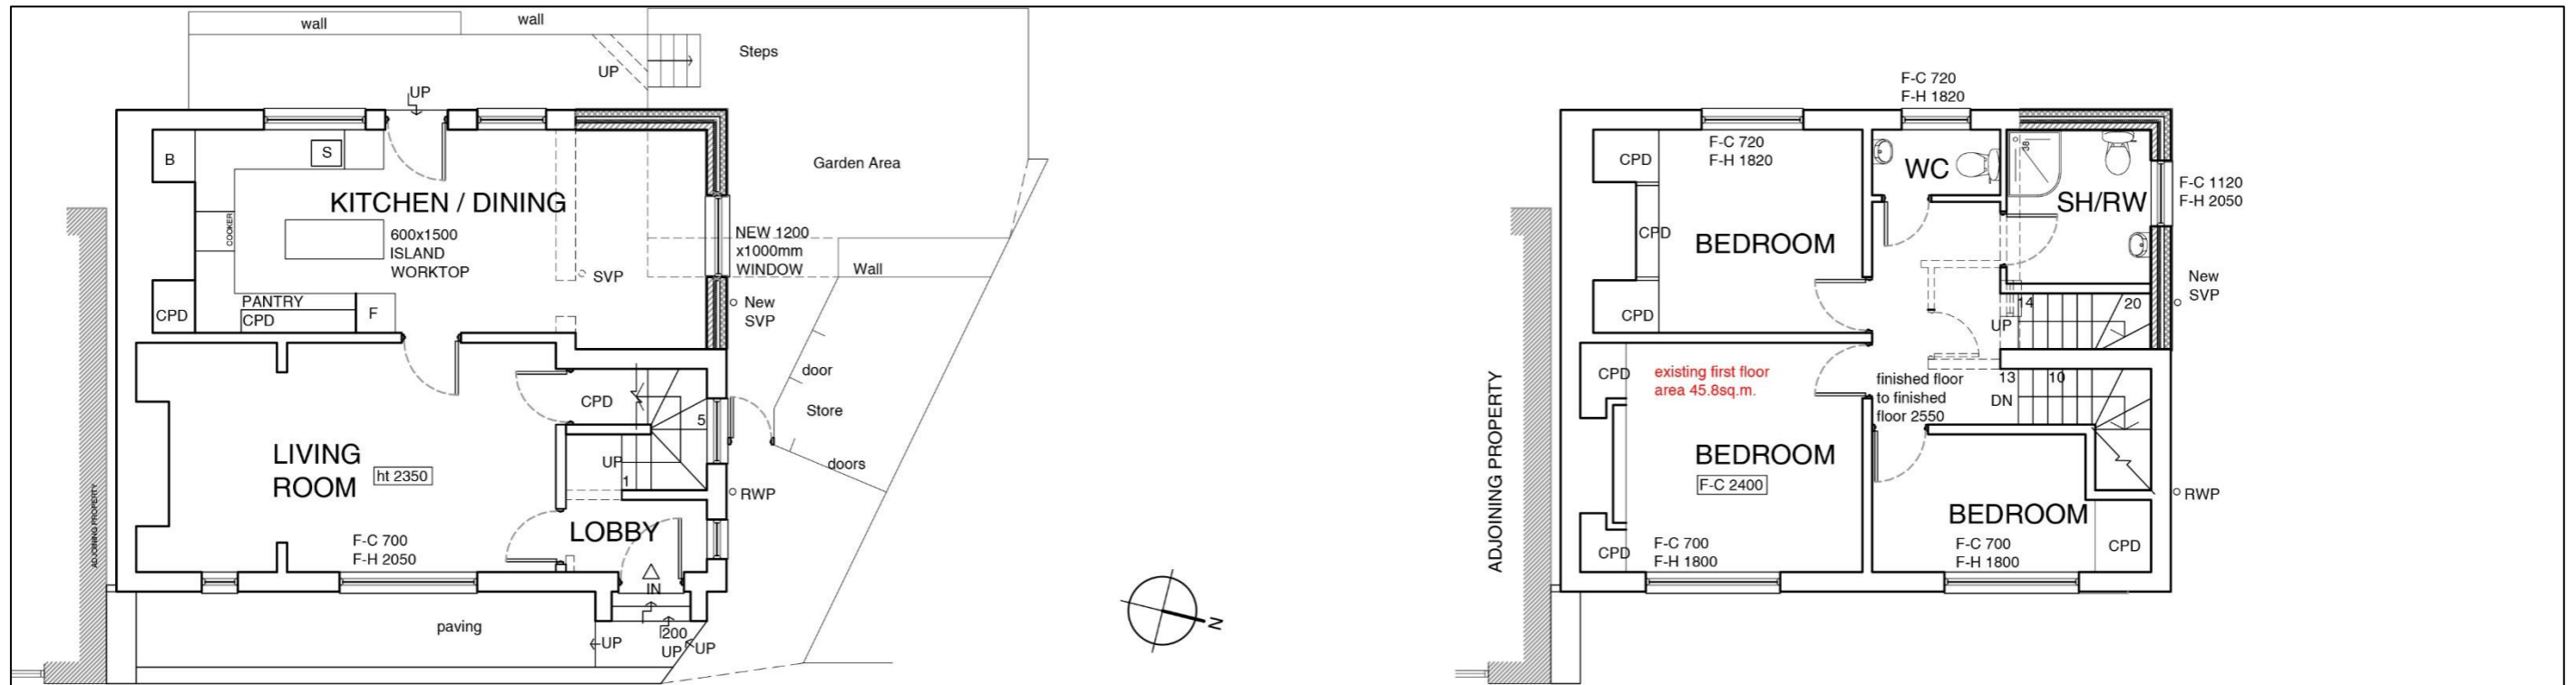 wall
wall
Steps
UP
UP
B
S
Garden Area
KITCHEN / DINING
COOKER
600x1500
ISLAND
WORKTOP
SVP
NEW 1200
x1000mm
WINDOW
Wall
New
SVP
PANTRY
CPD
CPD
F
door
Store
doors
CPD
5
UP
1
LIVING
ROOM
ht 2350
RWP
LOBBY
F-C 700
F-H 2050
IN
ADJOINING PROPERTY
paving
UP
200
UP
UP
N
F-C 720
F-H 1820
CPD
F-C 720
F-H 1820
WC
38
SH/RW
F-C 1120
F-H 2050
CPD
BEDROOM
CPD
New
SVP
14
20
UP
CPD
existing first floor
area 45.8sq.m.
finished floor
to finished
floor 2550
13
10
DN
ADJOINING PROPERTY
BEDROOM
F-C 2400
RWP
BEDROOM
CPD
F-C 700
F-H 1800
F-C 700
F-H 1800
CPD